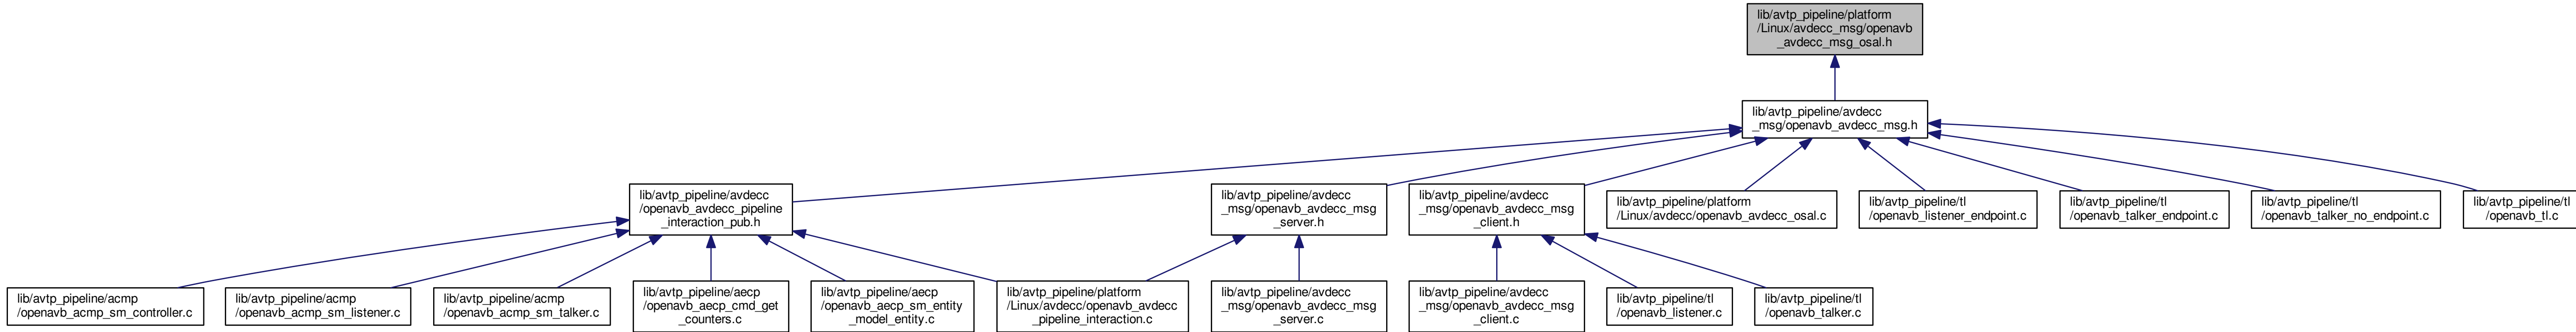 lib/avtp_pipeline/platform
/Linux/avdecc_msg/openavb
_avdecc_msg_osal.h
lib/avtp_pipeline/avdecc
_msg/openavb_avdecc_msg.h
lib/avtp_pipeline/avdecc
/openavb_avdecc_pipeline
_interaction_pub.h
lib/avtp_pipeline/avdecc
_msg/openavb_avdecc_msg
_server.h
lib/avtp_pipeline/avdecc
_msg/openavb_avdecc_msg
_client.h
lib/avtp_pipeline/platform
/Linux/avdecc/openavb_avdecc_osal.c
lib/avtp_pipeline/tl
/openavb_listener_endpoint.c
lib/avtp_pipeline/tl
/openavb_talker_endpoint.c
lib/avtp_pipeline/tl
/openavb_talker_no_endpoint.c
lib/avtp_pipeline/tl
/openavb_tl.c
lib/avtp_pipeline/acmp
/openavb_acmp_sm_controller.c
lib/avtp_pipeline/acmp
/openavb_acmp_sm_listener.c
lib/avtp_pipeline/acmp
/openavb_acmp_sm_talker.c
lib/avtp_pipeline/aecp
/openavb_aecp_cmd_get
_counters.c
lib/avtp_pipeline/aecp
/openavb_aecp_sm_entity
_model_entity.c
lib/avtp_pipeline/platform
/Linux/avdecc/openavb_avdecc
_pipeline_interaction.c
lib/avtp_pipeline/avdecc
_msg/openavb_avdecc_msg
_server.c
lib/avtp_pipeline/avdecc
_msg/openavb_avdecc_msg
_client.c
lib/avtp_pipeline/tl
/openavb_listener.c
lib/avtp_pipeline/tl
/openavb_talker.c